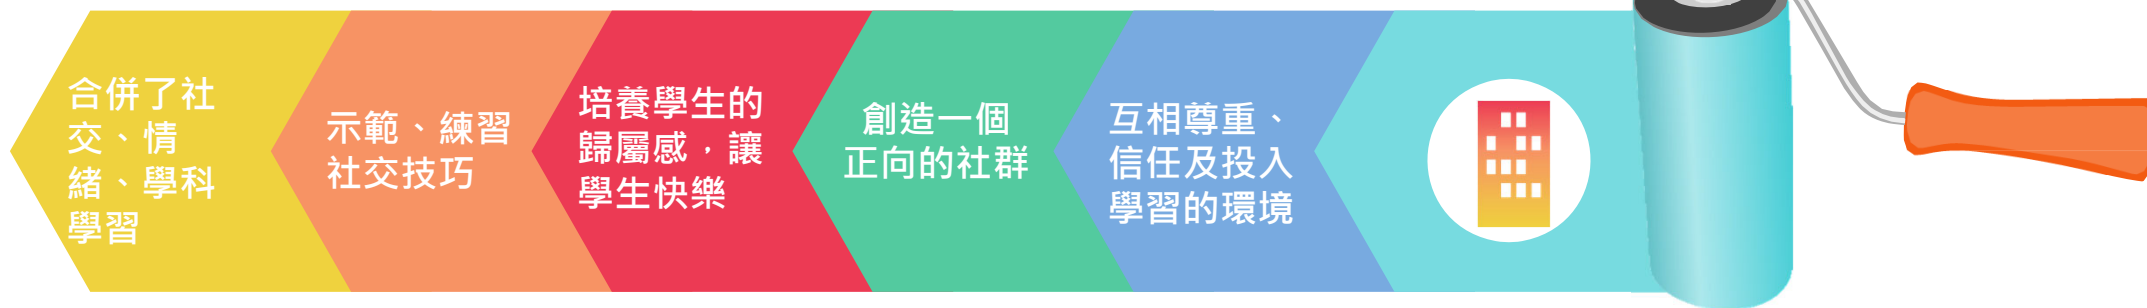 合併了社
交、情
緒、學科
學習
示範、練習
社交技巧
培養學生的
歸屬感，讓
學生快樂
創造一個
正向的社群
互相尊重、
信任及投入
學習的環境